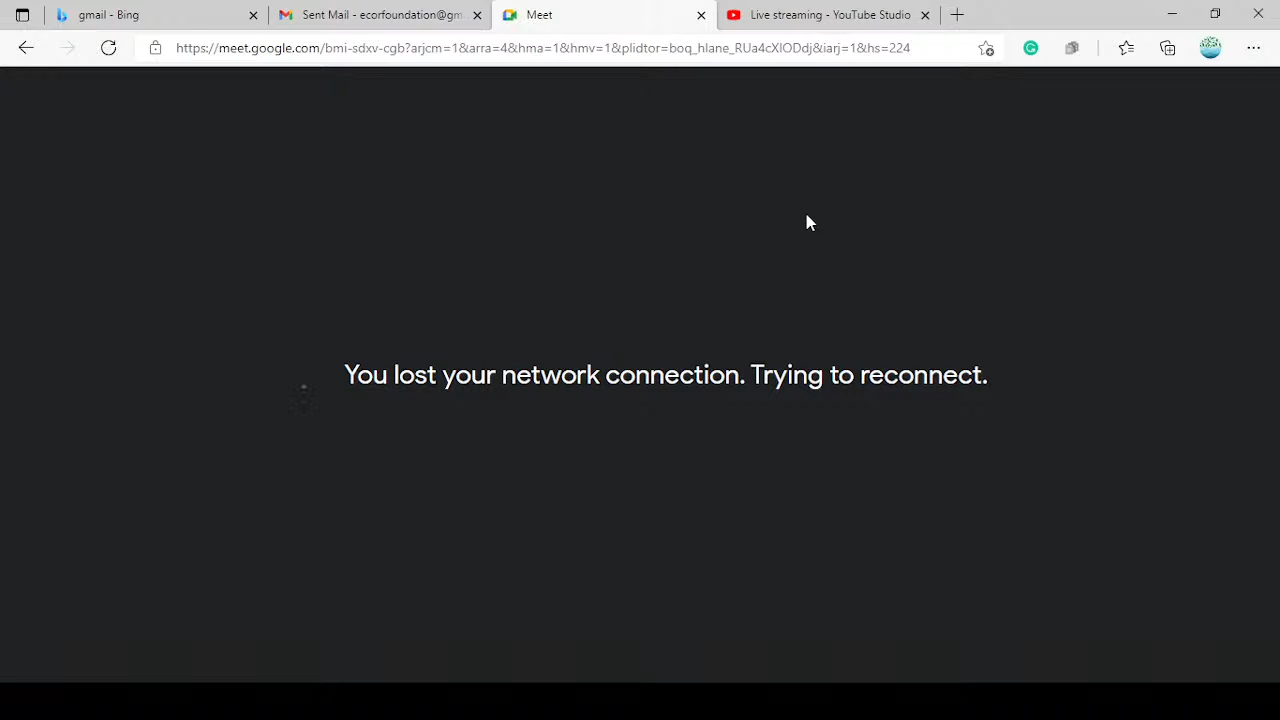 gmail - Bing
Sent Mail - ecorfoundation@gm
Meet
Live streaming - YouTube Studio
https://meet.google.com/bmi-sdxv-cgb?arjcm=1&arra=4&hma=1&hmv=1&plidtor=boq_hlane_RUa4cXlODdj&iarj=1&hs=224
You lost your network connection. Trying to reconnect.